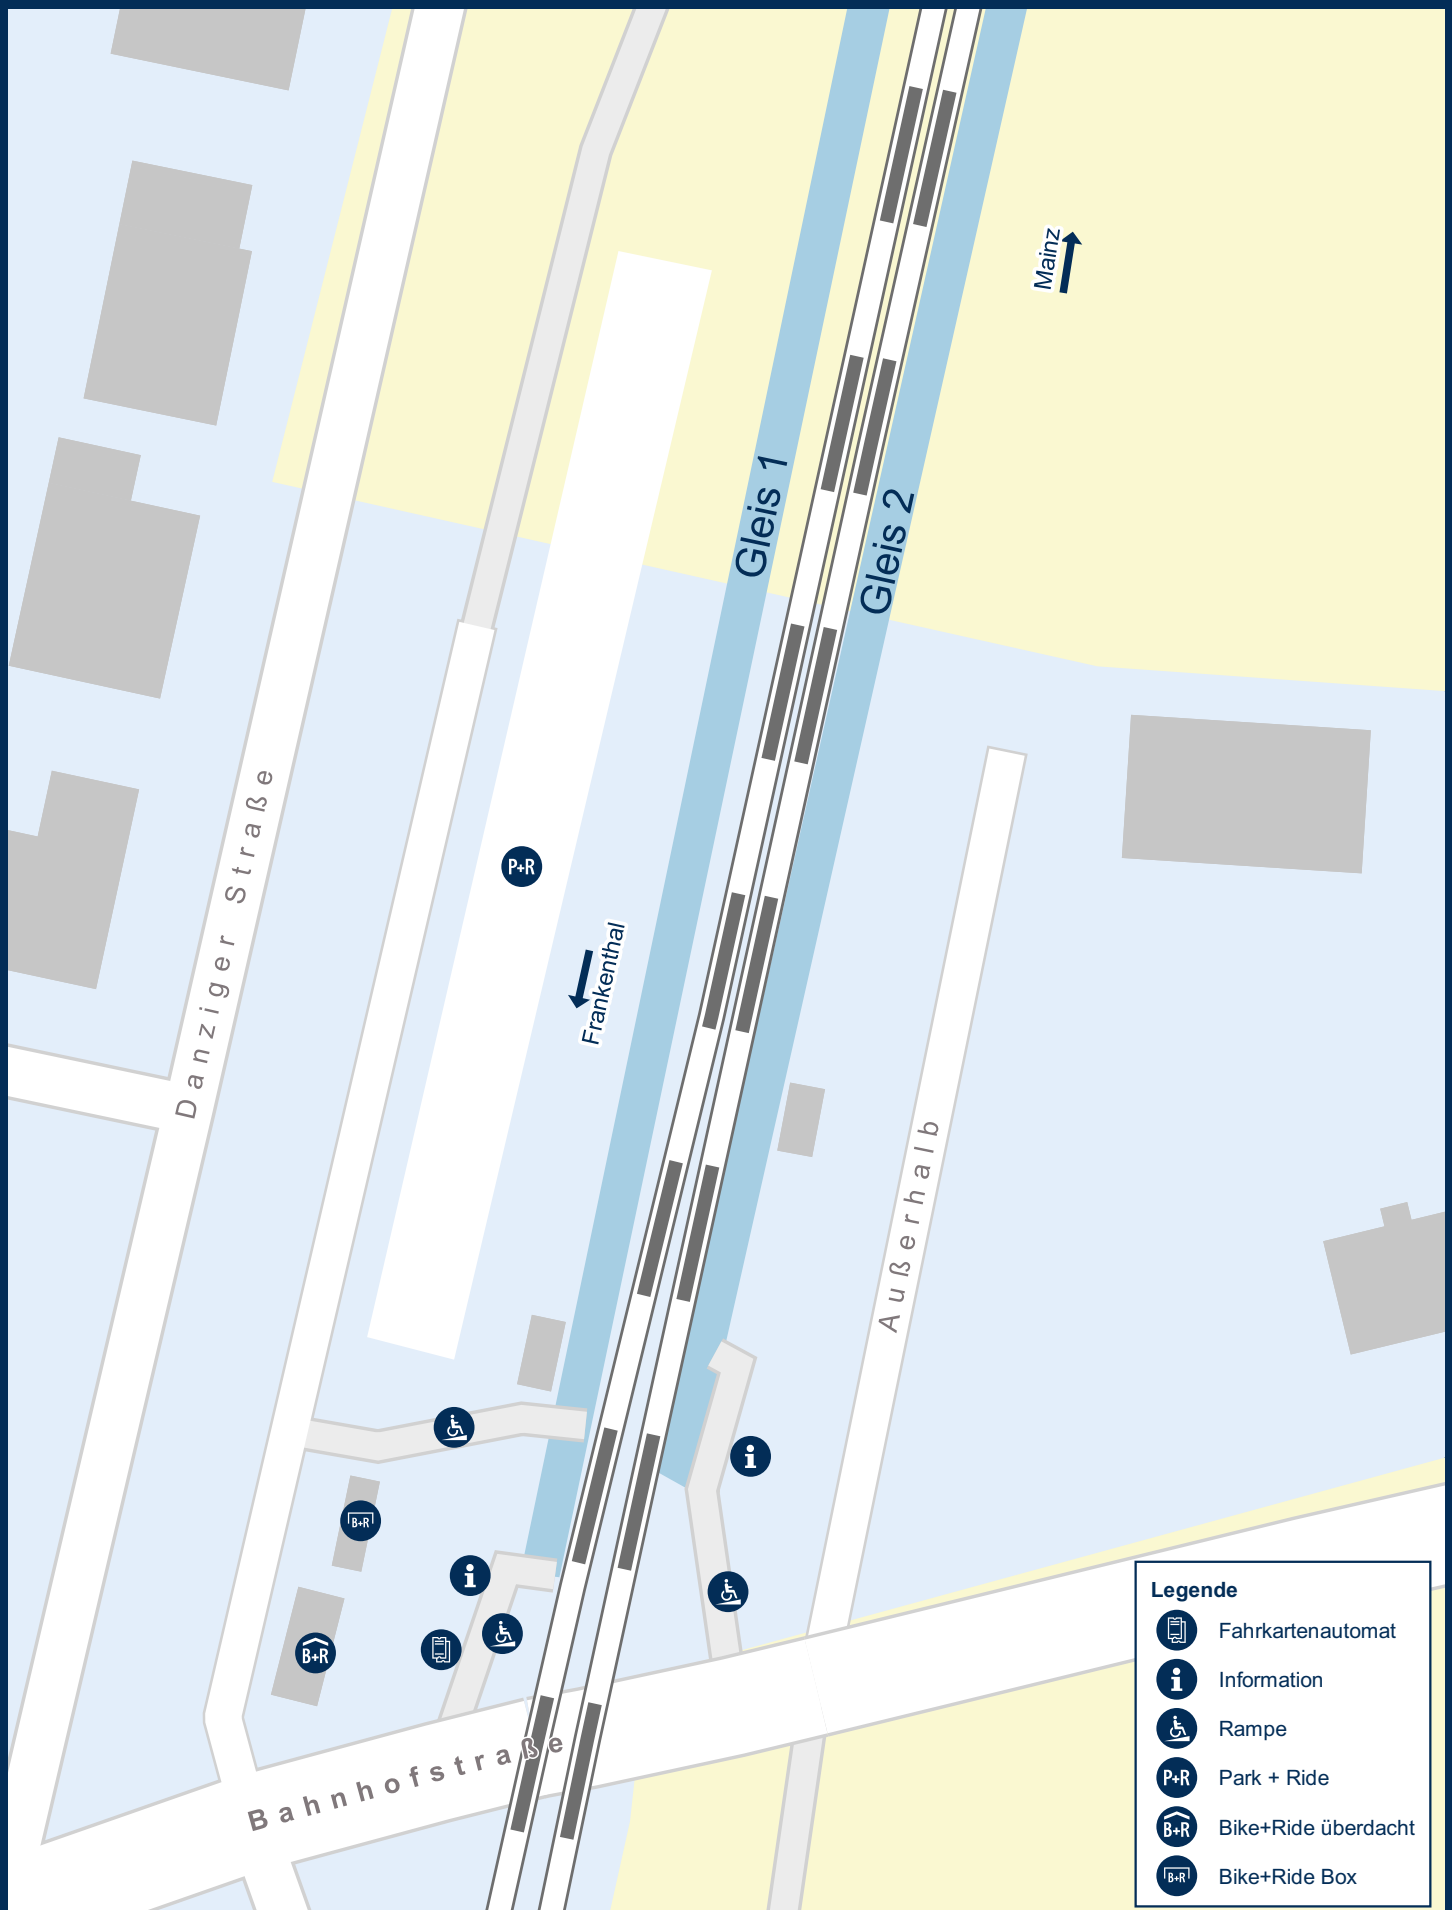 Mainz
Gleis 1
Gleis 2
Danziger Straße
P+R
Frankenthal
Außerhalb
B+R
B+R
Bahnhofstraße
Legende
Fahrkartenautomat
Information
Rampe
P+R Park + Ride
B+R Bike+Ride überdacht
B+R Bike+Ride Box